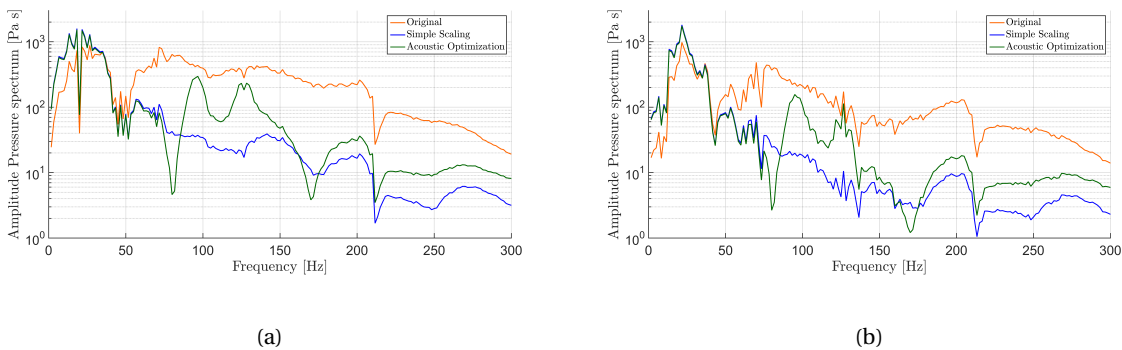 Amplitude Pressure spectrum [Pa s]
10^3
10^2
10^1
10^0
0 50 100 150 200 250 300
Frequency [Hz]
Original
Simple Scaling
Acoustic Optimization
(a)
Amplitude Pressure spectrum [Pa s]
10^3
10^2
10^1
10^0
0 50 100 150 200 250 300
Frequency [Hz]
Original
Simple Scaling
Acoustic Optimization
(b)